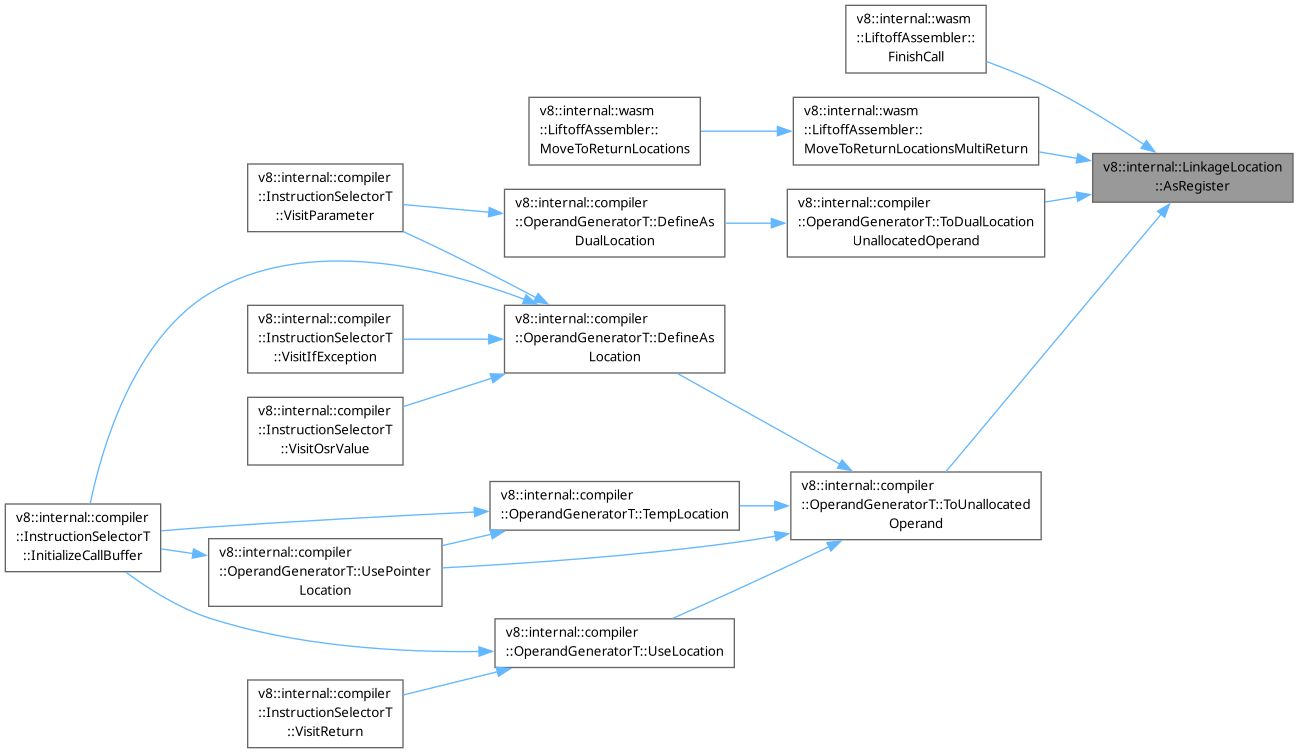 v8::internal::wasm
::LiftoffAssembler::
FinishCall
v8::internal::wasm
::LiftoffAssembler::
MoveToReturnLocations
v8::internal::wasm
::LiftoffAssembler::
MoveToReturnLocationsMultiReturn
v8::internal::LinkageLocation
::AsRegister
v8::internal::compiler
::InstructionSelectorT
::VisitParameter
v8::internal::compiler
::OperandGeneratorT::DefineAs
DualLocation
v8::internal::compiler
::OperandGeneratorT::ToDualLocation
UnallocatedOperand
v8::internal::compiler
::InstructionSelectorT
::VisitIfException
v8::internal::compiler
::OperandGeneratorT::DefineAs
Location
v8::internal::compiler
::InstructionSelectorT
::VisitOsrValue
v8::internal::compiler
::OperandGeneratorT::ToUnallocated
Operand
v8::internal::compiler
::OperandGeneratorT::TempLocation
v8::internal::compiler
::InstructionSelectorT
::InitializeCallBuffer
v8::internal::compiler
::OperandGeneratorT::UsePointer
Location
v8::internal::compiler
::OperandGeneratorT::UseLocation
v8::internal::compiler
::InstructionSelectorT
::VisitReturn